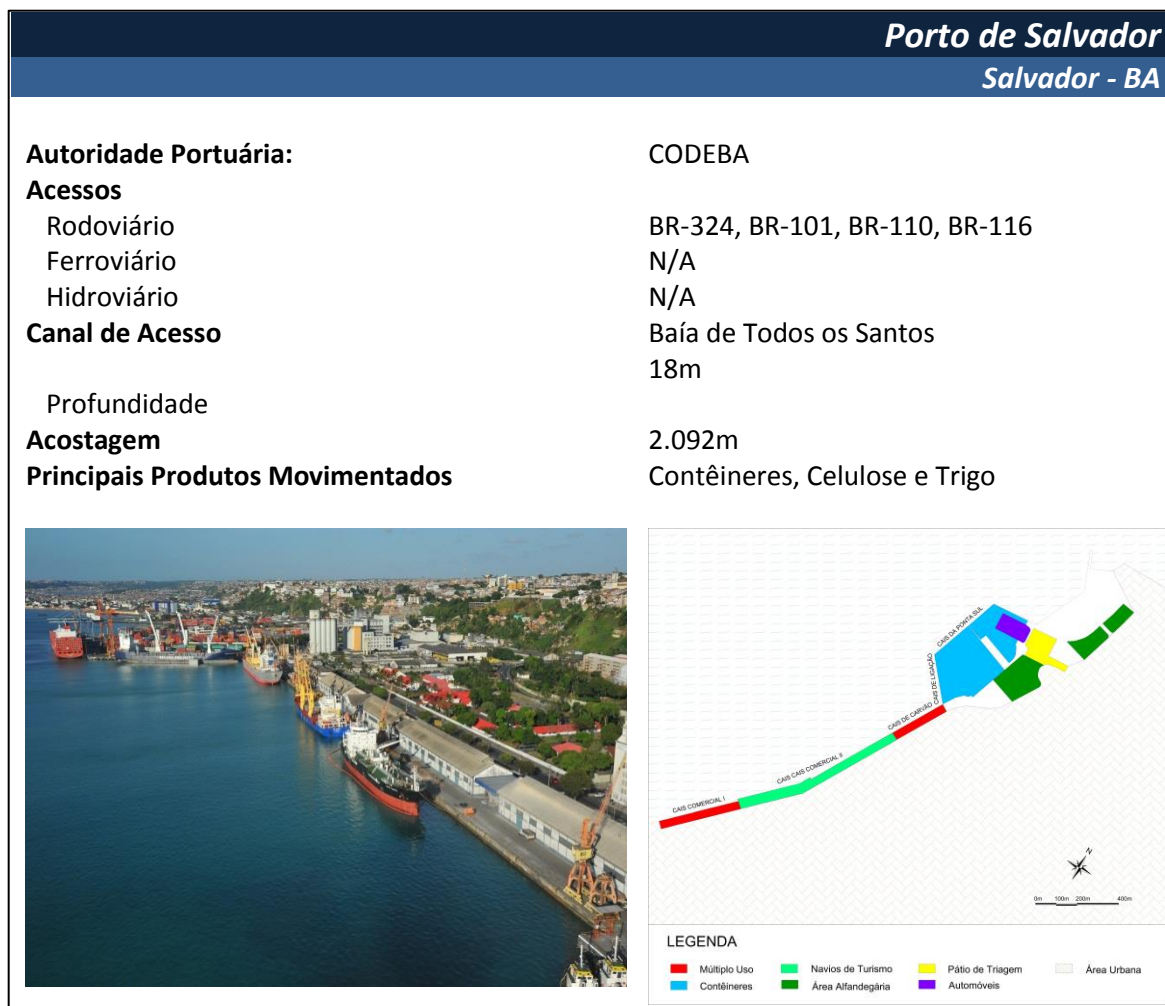 Porto de Salvador
Salvador - BA
Autoridade Portuária: CODEBA
Acessos
Rodoviário BR-324, BR-101, BR-110, BR-116
Ferroviário N/A
Hidroviário N/A
Canal de Acesso Baía de Todos os Santos
18m
Profundidade
Acostagem 2.092m
Principais Produtos Movimentados Contêineres, Celulose e Trigo
CAIS DA PONTA SUL
CAIS DE LIGAÇÃO
CAIS DE CARVÃO
CAIS CAIS COMERCIAL II
CAIS COMERCIAL I
N
0m 100m 200m 400m
LEGENDA
Múltiplo Uso Navios de Turismo Pátio de Triagem Área Urbana
Contêineres Área Alfandegária Automóveis